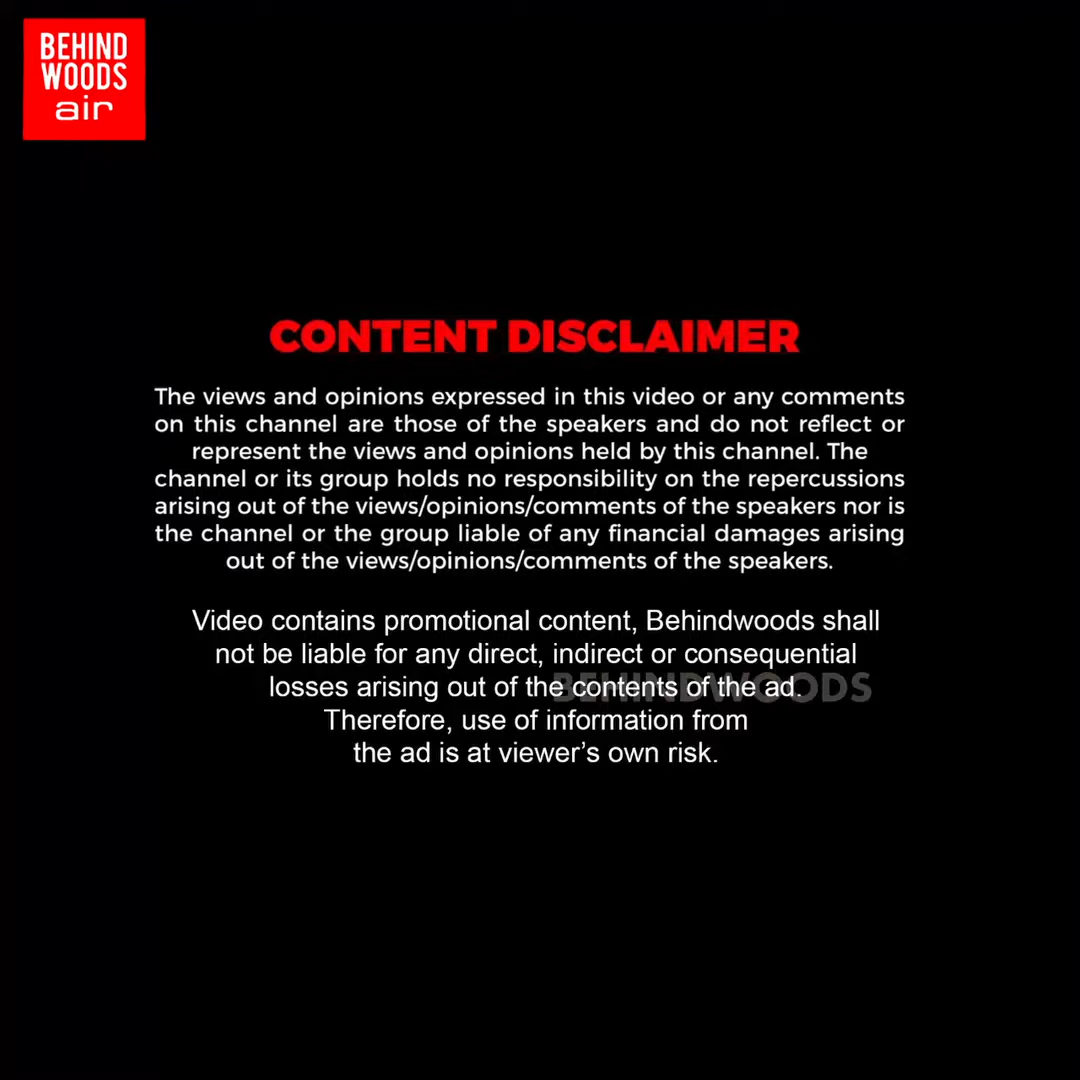 BEHIND
WOODS
air
CONTENT DISCLAIMER
The views and opinions expressed in this video or any comments
on this channel are those of the speakers and do not reflect or
represent the views and opinions held by this channel. The
channel or its group holds no responsibility on the repercussions
arising out of the views/opinions/comments of the speakers nor is
the channel or the group liable of any financial damages arising
out of the views/opinions/comments of the speakers.
Video contains promotional content, Behindwoods shall
not be liable for any direct, indirect or consequential
losses arising out of the contents of the ad.
BEHINDWOODS
Therefore, use of information from
the ad is at viewer’s own risk.